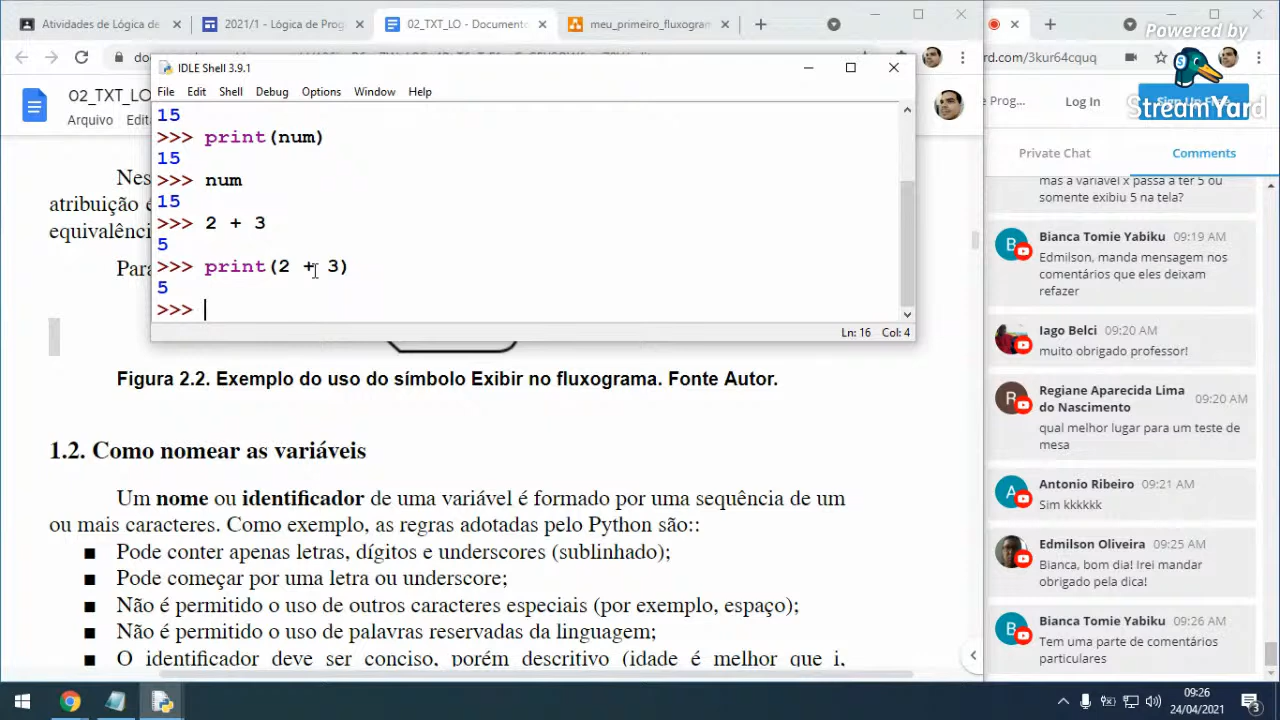 Atividades de Lógica de
2021/1 - Lógica de Prog
02_TXT_LO - Documento
meu_primeiro_fluxogram
Powered by
StreamYard
rd.com/3kur64cquq
IDLE Shell 3.9.1
File Edit Shell Debug Options Window Help
02_TXT_LO
Arquivo
Prog...
Log In
Private Chat
Comments
15
>>> print(num)
15
>>> num
15
>>> 2 + 3
5
>>> print(2 + 3)
5
>>>
Ln: 16 Col: 4
Nes
atribuição
equivalênci
Para
Figura 2.2. Exemplo do uso do símbolo Exibir no fluxograma. Fonte Autor.
1.2. Como nomear as variáveis
Um nome ou identificador de uma variável é formado por uma sequência de um
ou mais caracteres. Como exemplo, as regras adotadas pelo Python são::
■ Pode conter apenas letras, dígitos e underscores (sublinhado);
■ Pode começar por uma letra ou underscore;
■ Não é permitido o uso de outros caracteres especiais (por exemplo, espaço);
■ Não é permitido o uso de palavras reservadas da linguagem;
■ O identificador deve ser conciso, porém descritivo (idade é melhor que i,
mas a variavel x passa a ter 5 ou
somente exibiu 5 na tela?
B
Bianca Tomie Yabiku 09:19 AM
Edmilson, manda mensagem nos
comentários que eles deixam
refazer
Iago Belci 09:20 AM
muito obrigado professor!
R
Regiane Aparecida Lima
do Nascimento 09:20 AM
qual melhor lugar para um teste de
mesa
A
Antonio Ribeiro 09:21 AM
Sim kkkkkk
Edmilson Oliveira 09:25 AM
Bianca, bom dia! Irei mandar
obrigado pela dica!
B
Bianca Tomie Yabiku 09:26 AM
Tem uma parte de comentários
particulares
09:26
24/04/2021
3